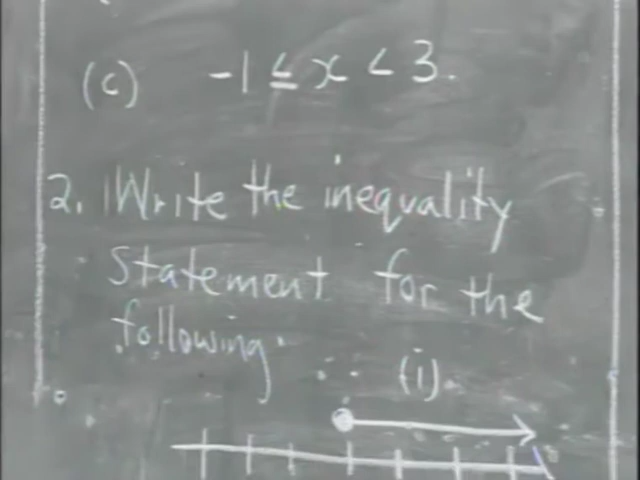 (c) -1 ≤ x < 3.
2. Write the inequality
Statement for the
following.
(i)